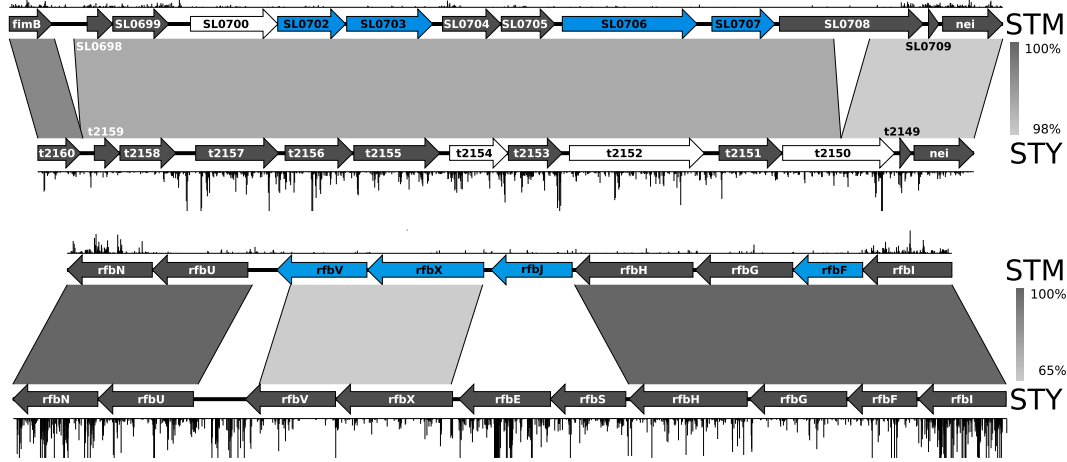 fimB SL0699 SL0700 SL0702 SL0703 SL0704 SL0705 SL0706 SL0707 SL0708 nei STM
SL0698 SL0709 100%
t2159 t2149 98%
t2160 t2158 t2157 t2156 t2155 t2154 t2153 t2152 t2151 t2150 nei STY
rfbN rfbU rfbV rfbX rfbJ rfbH rfbG rfbF rfbI STM
100%
65%
rfbN rfbU rfbV rfbX rfbE rfbS rfbH rfbG rfbF rfbI STY